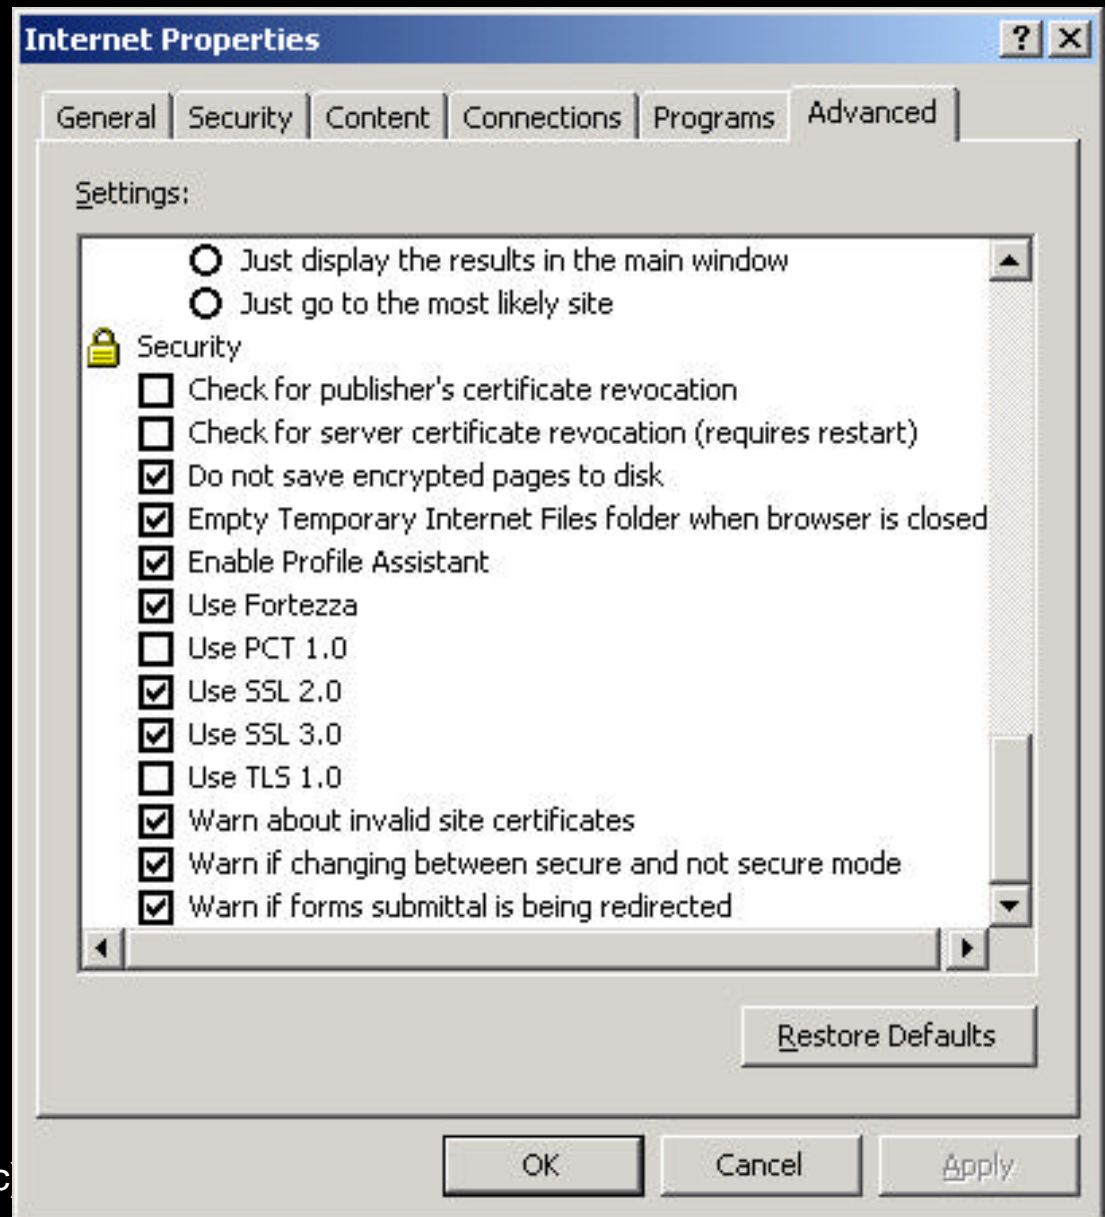 Internet Properties
General Security Content Connections Programs Advanced
Settings:
Just display the results in the main window
Just go to the most likely site
Security
Check for publisher's certificate revocation
Check for server certificate revocation (requires restart)
Do not save encrypted pages to disk
Empty Temporary Internet Files folder when browser is closed
Enable Profile Assistant
Use Fortezza
Use PCT 1.0
Use SSL 2.0
Use SSL 3.0
Use TLS 1.0
Warn about invalid site certificates
Warn if changing between secure and not secure mode
Warn if forms submittal is being redirected
Restore Defaults
OK Cancel Apply